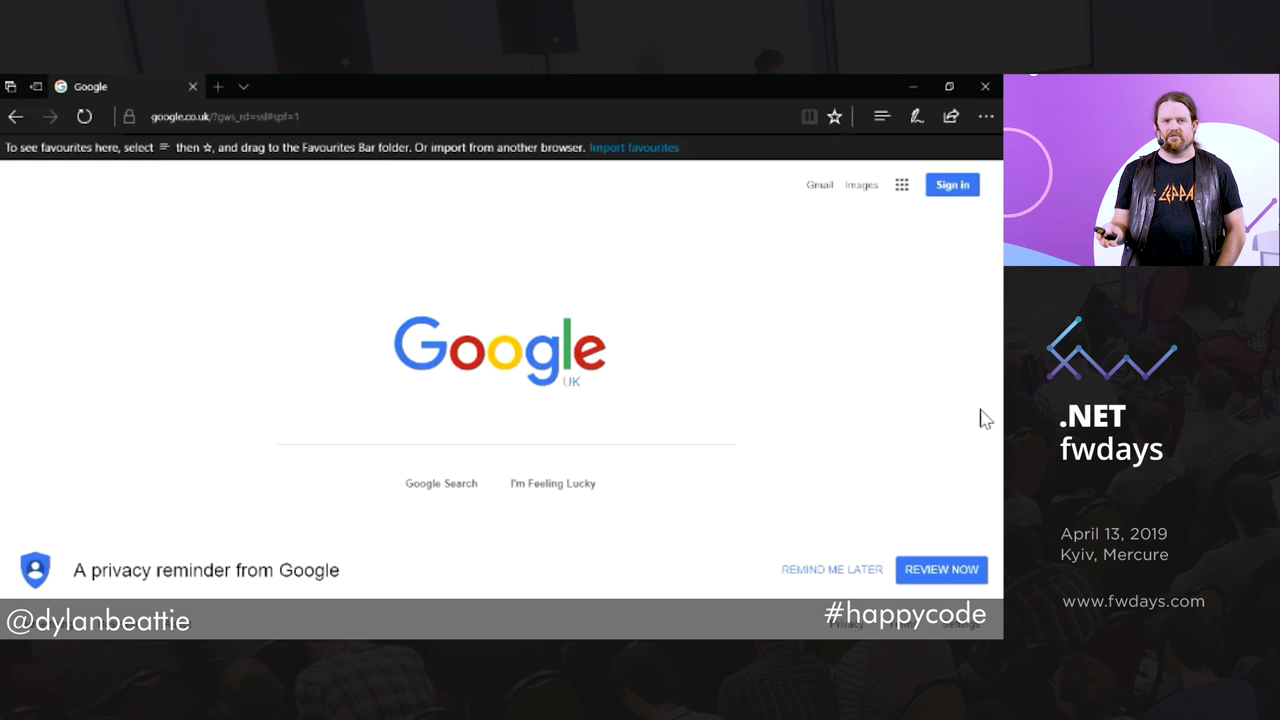 Google
google.co.uk/?gws_rd=ssl#spf=1
To see favourites here, select then ☆, and drag to the Favourites Bar folder. Or import from another browser. Import favourites
Gmail Images Sign in
Google
UK
Google Search I'm Feeling Lucky
A privacy reminder from Google REMIND ME LATER REVIEW NOW
@dylanbeattie #happycode
Privacy Settings
LEPPA
.NET
fwdays
April 13, 2019
Kyiv, Mercure
www.fwdays.com